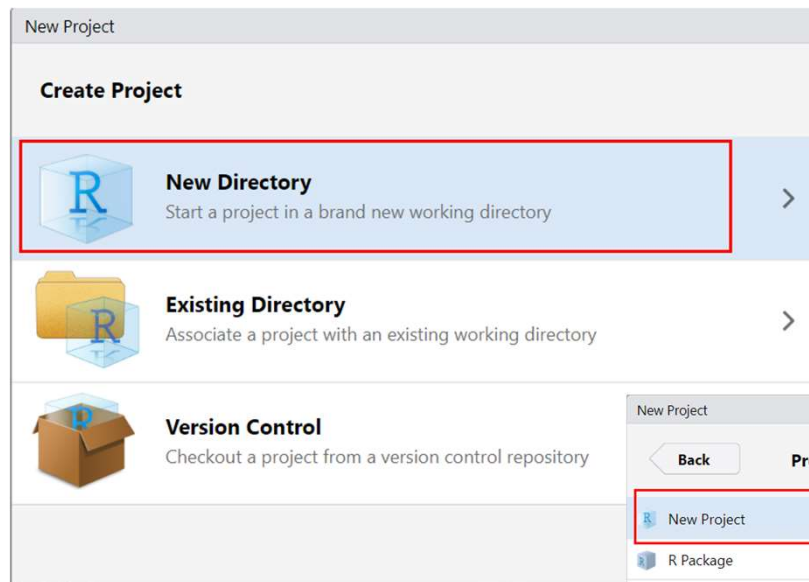 New Project
Create Project
New Directory
Start a project in a brand new working directory
Existing Directory
Associate a project with an existing working directory
Version Control
Checkout a project from a version control repository
New Project
Back
New Project
R Package